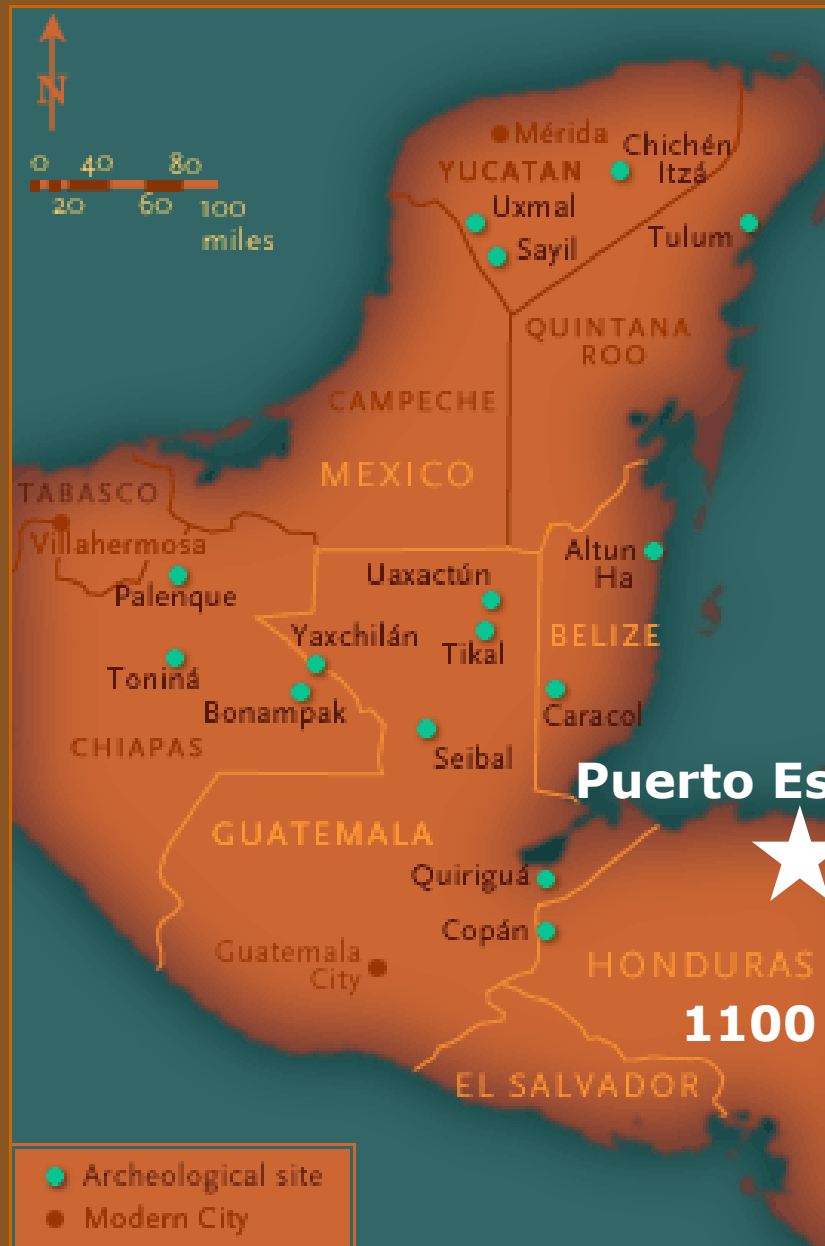 N
0 40 80
20 60 100
miles
Mérida
Chichén
Itzá
YUCATAN
Uxmal
Sayil
Tulum
QUINTANA
ROO
CAMPECHE
MEXICO
TABASCO
Villahermosa
Palenque
Uaxactún
Altun
Ha
Yaxchilán
Tikal
BELIZE
Toniná
Bonampak
Caracol
CHIAPAS
Seibal
Puerto Es
GUATEMALA
Quiriguá
Copán
Guatemala
City
HONDURAS
1100
EL SALVADOR
Archeological site
Modern City